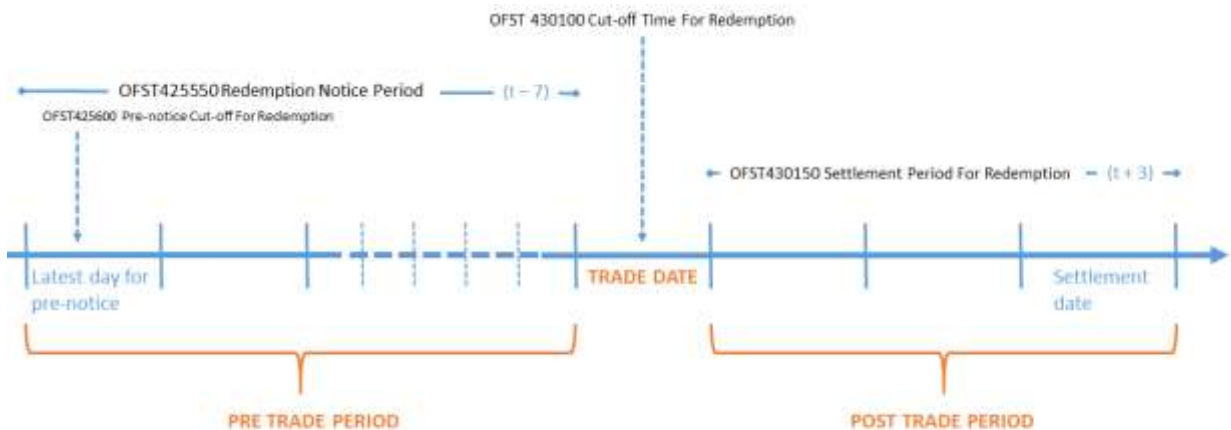 OFST 430100 Cut-off Time For Redemption
OFST425550 Redemption Notice Period (t – 7)
OFST425600 Pre-notice Cut-off For Redemption
OFST430150 Settlement Period For Redemption (t + 3)
Latest day for
pre-notice
TRADE DATE
Settlement
date
PRE TRADE PERIOD
POST TRADE PERIOD